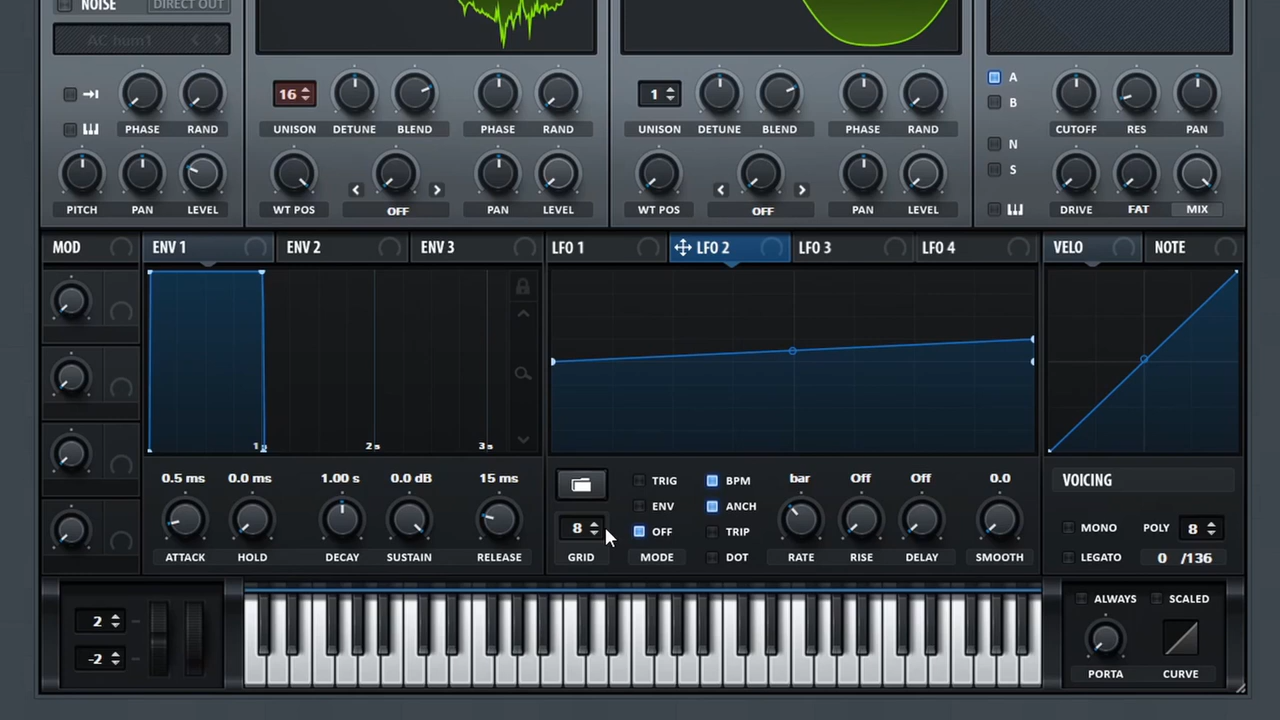 NOISE DIRECT OUT
AC hum1
16 1 A
B
PHASE RAND UNISON DETUNE BLEND PHASE RAND UNISON DETUNE BLEND PHASE RAND CUTOFF RES PAN
N
S
PITCH PAN LEVEL WT POS OFF PAN LEVEL WT POS OFF PAN LEVEL DRIVE FAT MIX
MOD ENV 1 ENV 2 ENV 3 LFO 1 LFO 2 LFO 3 LFO 4 VELO NOTE
1s 2s 3s
0.5 ms 0.0 ms 1.00 s 0.0 dB 15 ms TRIG BPM bar Off Off 0.0 VOICING
ENV ANCH
8 OFF TRIP MONO POLY 8
ATTACK HOLD DECAY SUSTAIN RELEASE GRID MODE DOT RATE RISE DELAY SMOOTH LEGATO 0 /136
ALWAYS SCALED
2
-2
PORTA CURVE